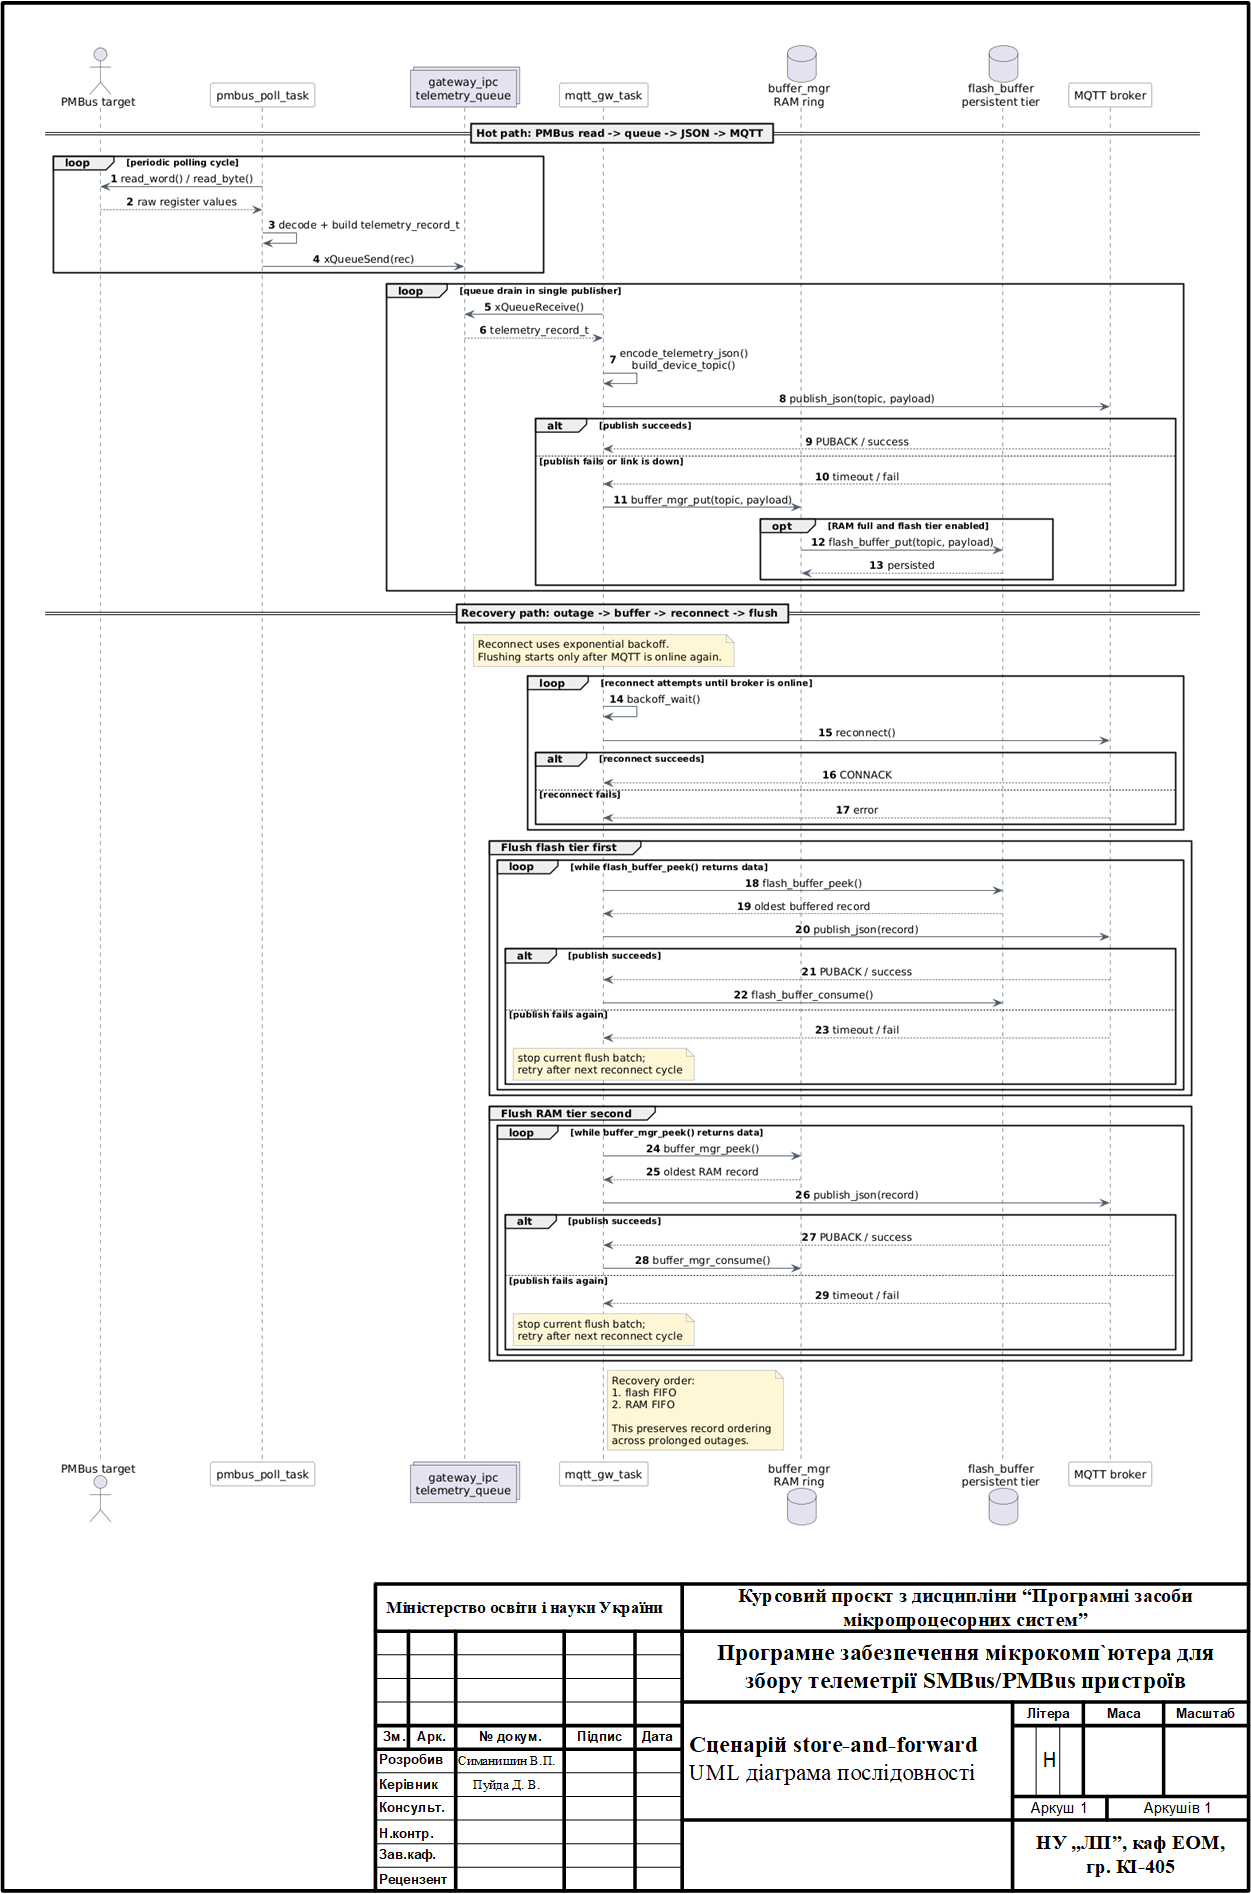 PMBus target
pmbus_poll_task
gateway_ipc
telemetry_queue
mqtt_gw_task
buffer_mgr
RAM ring
flash_buffer
persistent tier
MQTT broker
Hot path: PMBus read -> queue -> JSON -> MQTT
loop [periodic polling cycle]
1 read_word() / read_byte()
2 raw register values
3 decode + build telemetry_record_t
4 xQueueSend(rec)
loop [queue drain in single publisher]
5 xQueueReceive()
6 telemetry_record_t
7 encode_telemetry_json()
build_device_topic()
8 publish_json(topic, payload)
alt [publish succeeds]
9 PUBACK / success
[publish fails or link is down]
10 timeout / fail
11 buffer_mgr_put(topic, payload)
opt [RAM full and flash tier enabled]
12 flash_buffer_put(topic, payload)
13 persisted
Recovery path: outage -> buffer -> reconnect -> flush
Reconnect uses exponential backoff.
Flushing starts only after MQTT is online again.
loop [reconnect attempts until broker is online]
14 backoff_wait()
15 reconnect()
alt [reconnect succeeds]
16 CONNACK
[reconnect fails]
17 error
Flush flash tier first
loop [while flash_buffer_peek() returns data]
18 flash_buffer_peek()
19 oldest buffered record
20 publish_json(record)
alt [publish succeeds]
21 PUBACK / success
22 flash_buffer_consume()
[publish fails again]
23 timeout / fail
stop current flush batch;
retry after next reconnect cycle
Flush RAM tier second
loop [while buffer_mgr_peek() returns data]
24 buffer_mgr_peek()
25 oldest RAM record
26 publish_json(record)
alt [publish succeeds]
27 PUBACK / success
28 buffer_mgr_consume()
[publish fails again]
29 timeout / fail
stop current flush batch;
retry after next reconnect cycle
Recovery order:
1. flash FIFO
2. RAM FIFO
This preserves record ordering
across prolonged outages.
PMBus target
pmbus_poll_task
gateway_ipc
telemetry_queue
mqtt_gw_task
buffer_mgr
RAM ring
flash_buffer
persistent tier
MQTT broker
Міністерство освіти і науки України
Курсовий проєкт з дисципліни “Програмні засоби
мікропроцесорних систем”
Програмне забезпечення мікрокомп`ютера для
збору телеметрії SMBus/PMBus пристроїв
Зм. Арк. № докум. Підпис Дата
Розробив Симанишин В.П.
Керівник Пуйда Д. В.
Консульт.
Н.контр.
Зав.каф.
Рецензент
Сценарій store-and-forward
UML діаграма послідовності
Літера Маса Масштаб
Н
Аркуш 1 Аркушів 1
НУ „ЛП”, каф ЕОМ,
гр. КІ-405